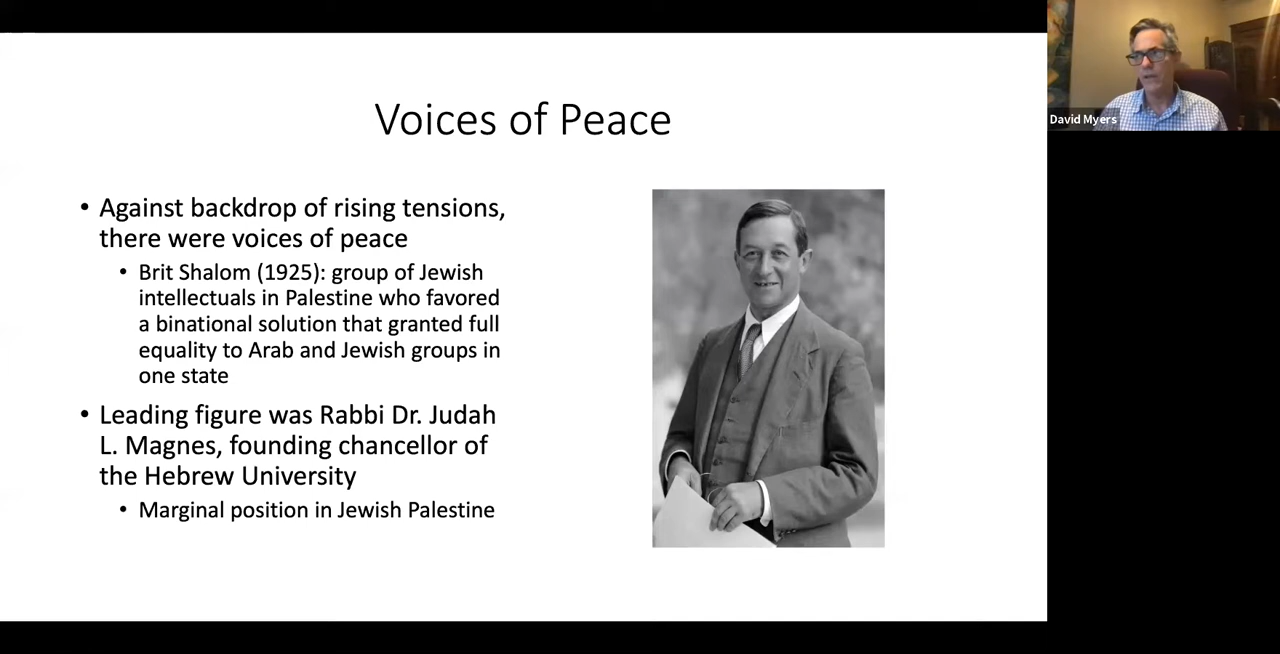 Voices of Peace
• Against backdrop of rising tensions,
there were voices of peace
• Brit Shalom (1925): group of Jewish
intellectuals in Palestine who favored
a binational solution that granted full
equality to Arab and Jewish groups in
one state
• Leading figure was Rabbi Dr. Judah
L. Magnes, founding chancellor of
the Hebrew University
• Marginal position in Jewish Palestine
David Myers